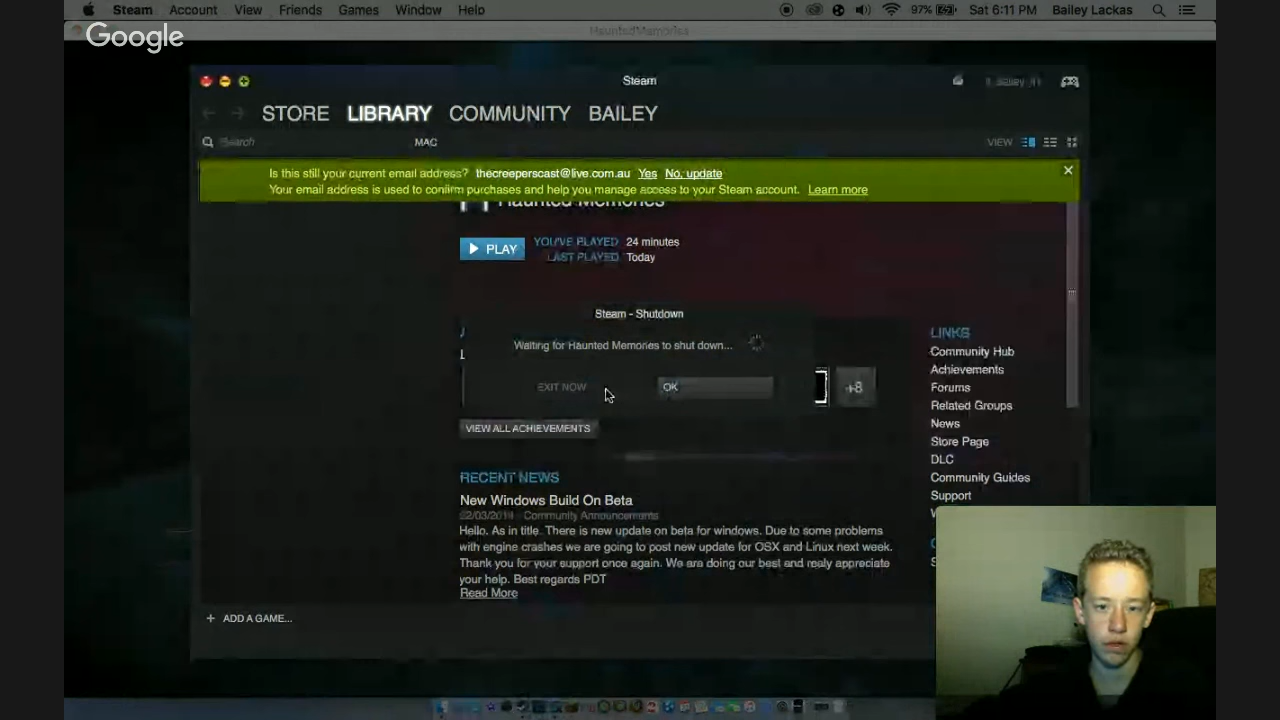 Steam Account View Friends Games Window Help 97% Sat 6:11 PM Bailey Lackas
Google
HauntedMemories
Steam
STORE LIBRARY COMMUNITY BAILEY
Search MAC VIEW
Is this still your current email address? thecreeperscast@live.com.au Yes No, update
Your email address is used to confirm purchases and help you manage access to your Steam account. Learn more
Haunted Memories
PLAY YOU'VE PLAYED 24 minutes
LAST PLAYED Today
Steam - Shutdown
Waiting for Haunted Memories to shut down...
EXIT NOW OK
+8
VIEW ALL ACHIEVEMENTS
LINKS
Community Hub
Achievements
Forums
Related Groups
News
Store Page
DLC
Community Guides
Support
RECENT NEWS
New Windows Build On Beta
22/03/2014 - Community Announcements
Hello. As in title. There is new update on beta for windows. Due to some problems
with engine crashes we are going to post new update for OSX and Linux next week.
Thank you for your support once again. We are doing our best and realy appreciate
your help. Best regards PDT
Read More
+ ADD A GAME...